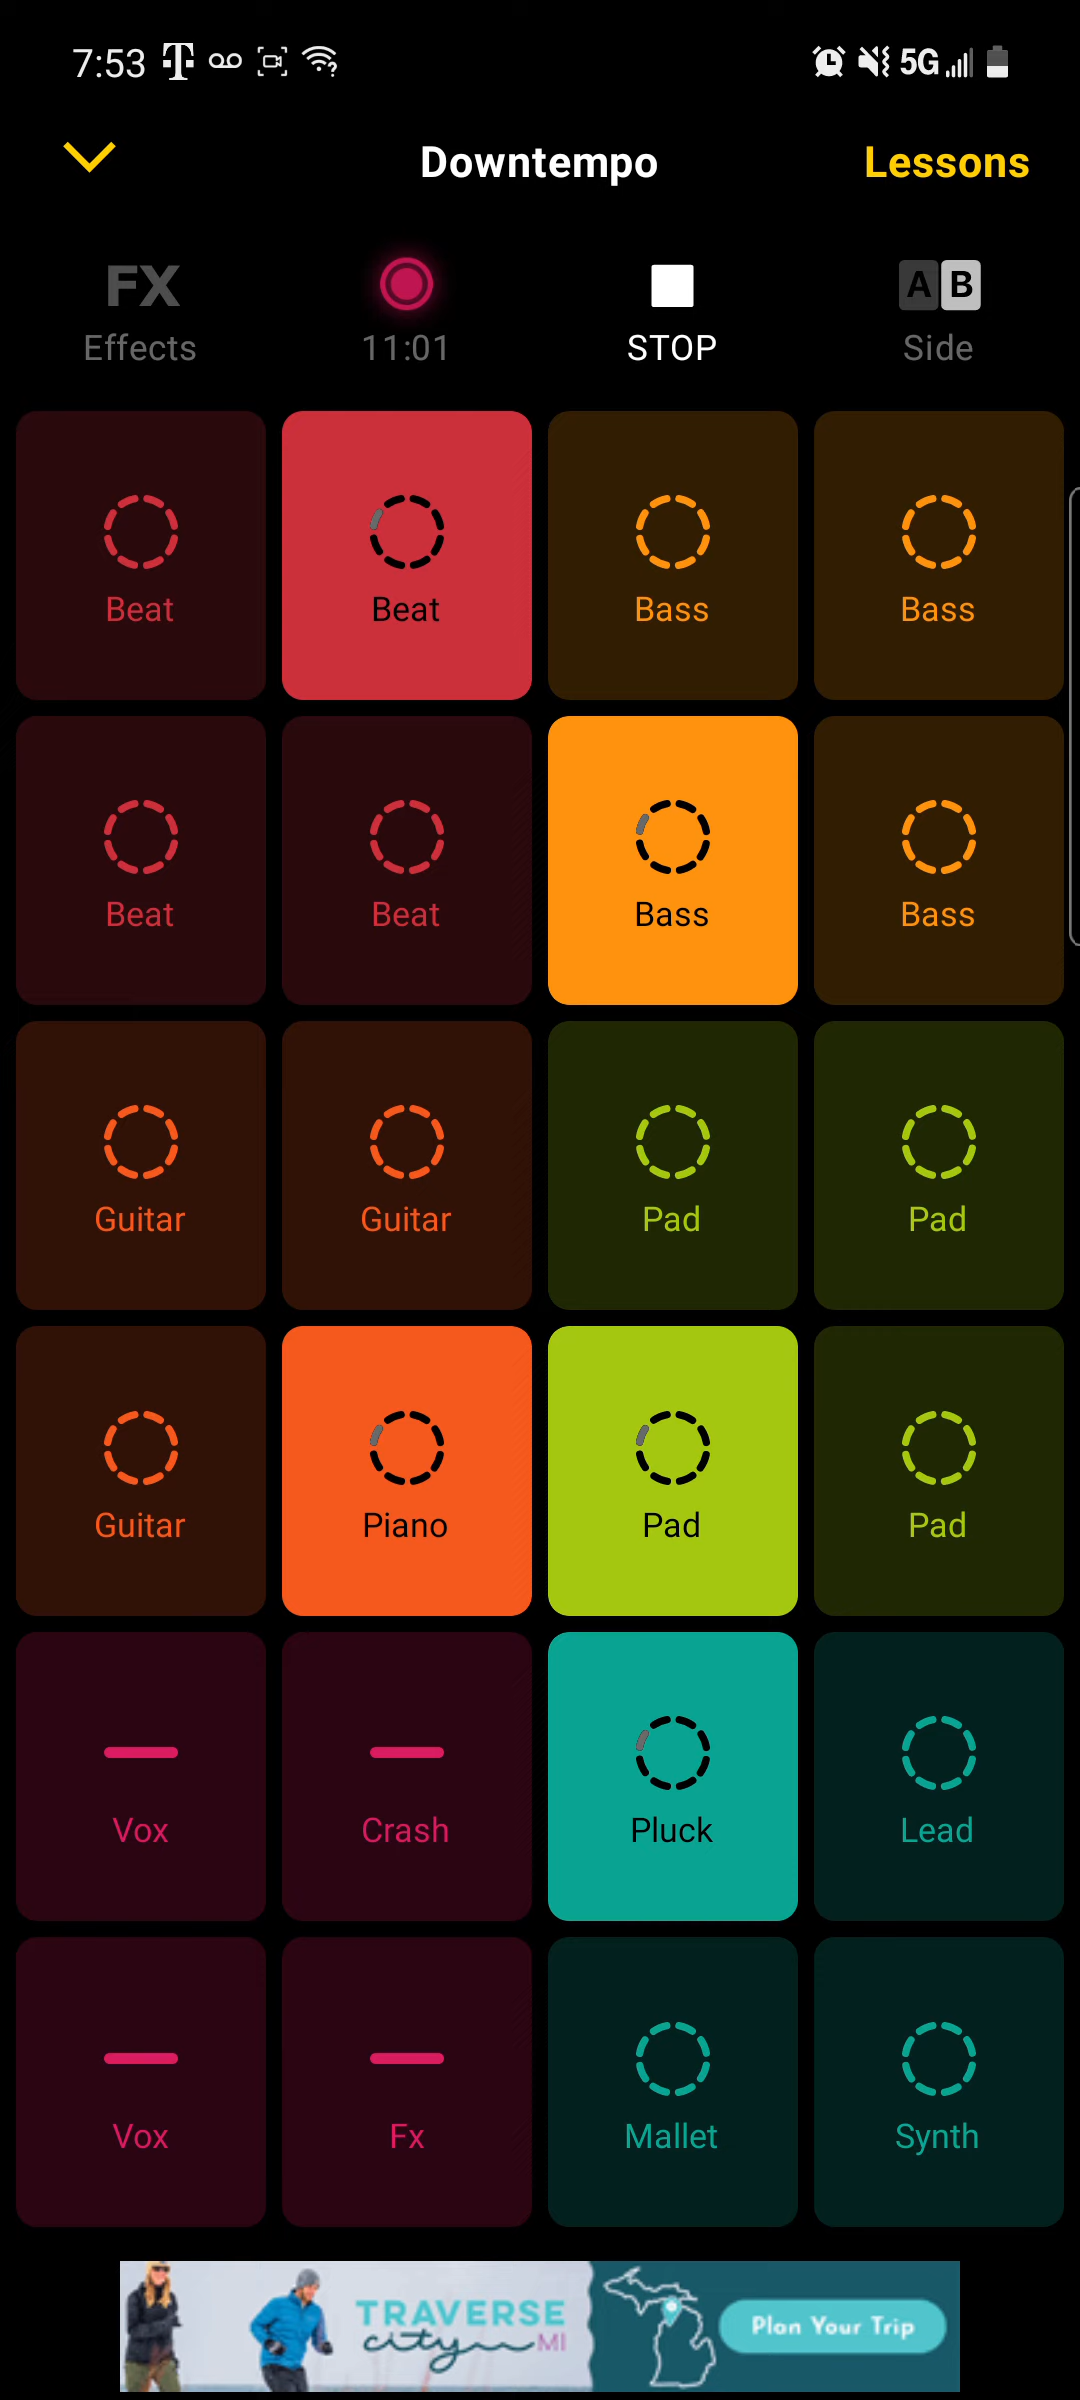 7:53 5G
Downtempo Lessons
FX A B
Effects 11:01 STOP Side
Beat Beat Bass Bass
Beat Beat Bass Bass
Guitar Guitar Pad Pad
Guitar Piano Pad Pad
Vox Crash Pluck Lead
Vox Fx Mallet Synth
TRAVERSE
city MI
Plan Your Trip